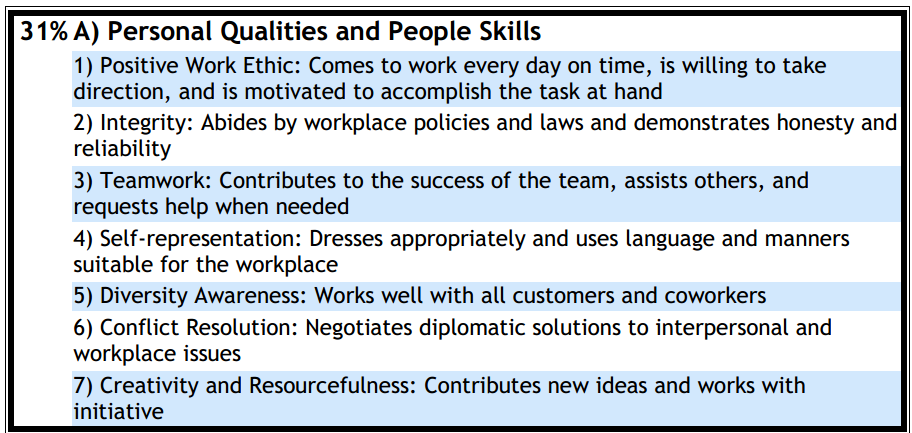 31% A) Personal Qualities and People Skills
1) Positive Work Ethic: Comes to work every day on time, is willing to take
direction, and is motivated to accomplish the task at hand
2) Integrity: Abides by workplace policies and laws and demonstrates honesty and
reliability
3) Teamwork: Contributes to the success of the team, assists others, and
requests help when needed
4) Self-representation: Dresses appropriately and uses language and manners
suitable for the workplace
5) Diversity Awareness: Works well with all customers and coworkers
6) Conflict Resolution: Negotiates diplomatic solutions to interpersonal and
workplace issues
7) Creativity and Resourcefulness: Contributes new ideas and works with
initiative